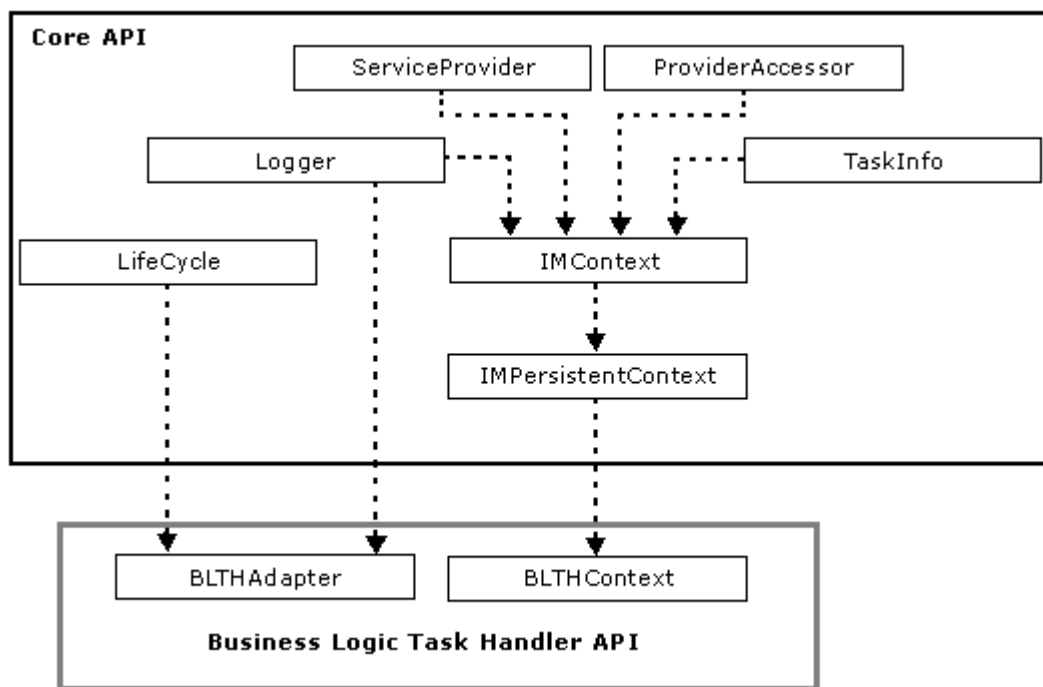 Core API
ServiceProvider
ProviderAccessor
Logger
TaskInfo
LifeCycle
IMContext
IMPersistentContext
BLTHAdapter
BLTHContext
Business Logic Task Handler API